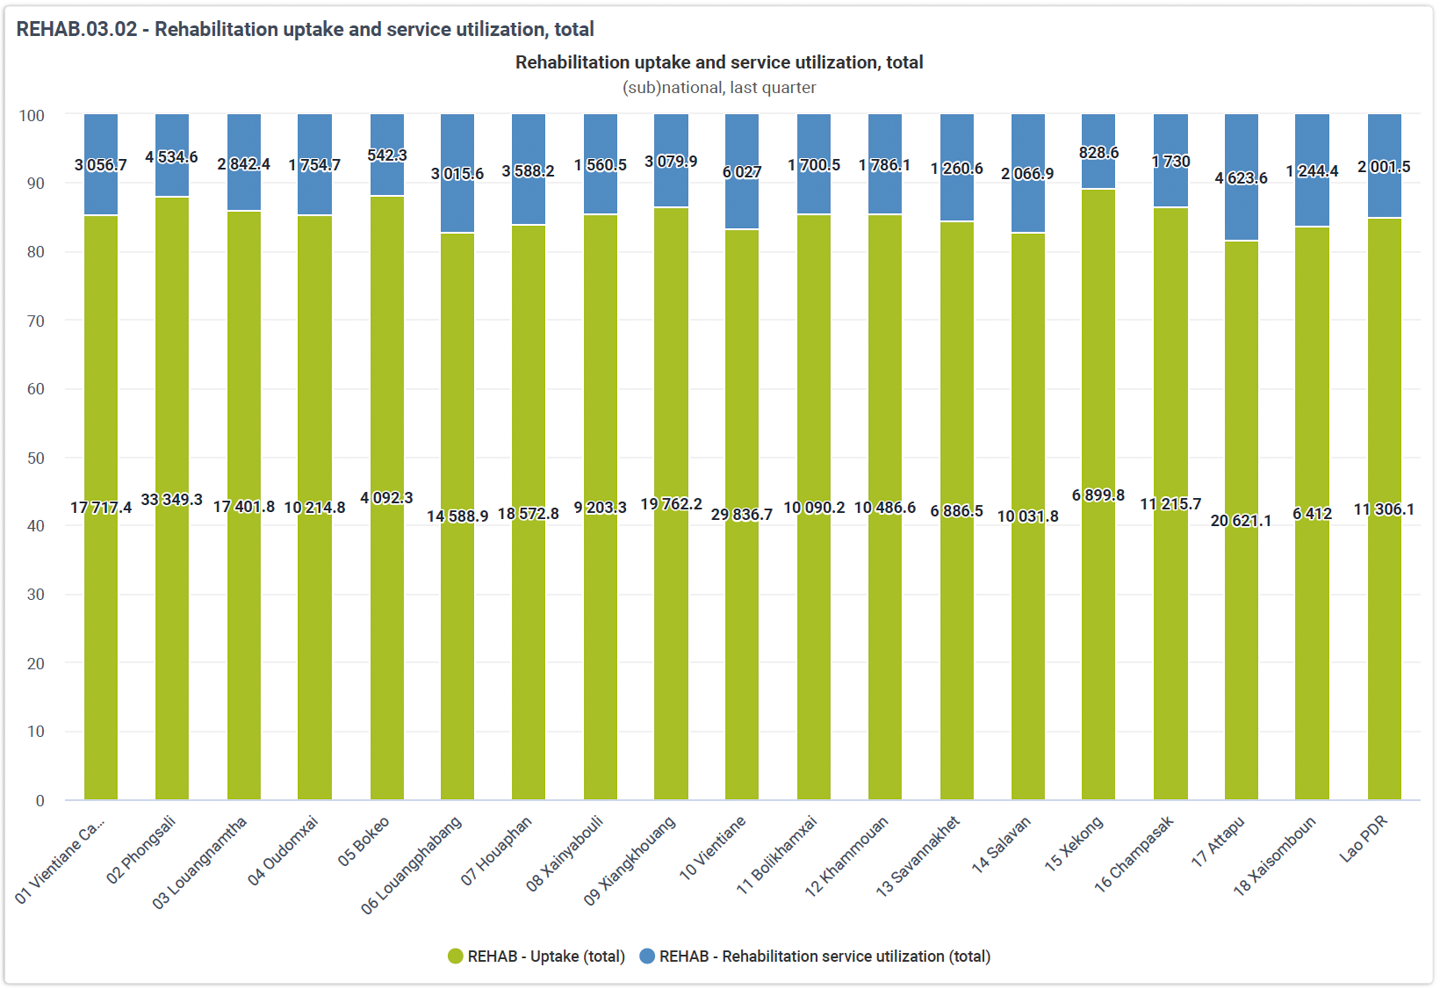 REHAB.03.02 - Rehabilitation uptake and service utilization, total
Rehabilitation uptake and service utilization, total
(sub)national, last quarter
100
90
80
70
60
50
40
30
20
10
0
3 056.7
4 534.6
2 842.4
1 754.7
542.3
3 015.6
3 588.2
1 560.5
3 079.9
6 027
1 700.5
1 786.1
1 260.6
2 066.9
828.6
1 730
4 623.6
1 244.4
2 001.5
17 717.4
33 349.3
17 401.8
10 214.8
4 092.3
14 588.9
18 572.8
9 203.3
19 762.2
29 836.7
10 090.2
10 486.6
6 886.5
10 031.8
6 899.8
11 215.7
20 621.1
6 412
11 306.1
01 Vientiane Ca...
02 Phongsali
03 Louangnamtha
04 Oudomxai
05 Bokeo
06 Louangphabang
07 Houaphan
08 Xainyabouli
09 Xiangkhouang
10 Vientiane
11 Bolikhamxai
12 Khammouan
13 Savannakhet
14 Salavan
15 Xekong
16 Champasak
17 Attapu
18 Xaisomboun
Lao PDR
REHAB - Uptake (total)
REHAB - Rehabilitation service utilization (total)